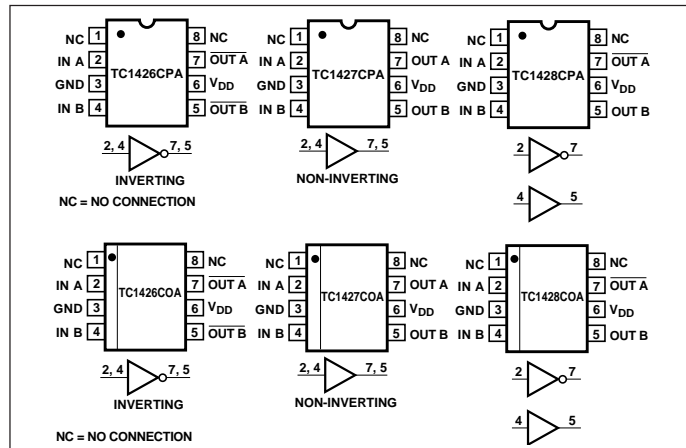 NC 1 8 NC
IN A 2 7 OUT A
GND 3 6 VDD
IN B 4 5 OUT B
TC1426CPA
2, 4 7, 5
INVERTING
NC = NO CONNECTION
NC 1 8 NC
IN A 2 7 OUT A
GND 3 6 VDD
IN B 4 5 OUT B
TC1427CPA
2, 4 7, 5
NON-INVERTING
NC 1 8 NC
IN A 2 7 OUT A
GND 3 6 VDD
IN B 4 5 OUT B
TC1428CPA
2 7
4 5
NC 1 8 NC
IN A 2 7 OUT A
GND 3 6 VDD
IN B 4 5 OUT B
TC1426COA
2, 4 7, 5
INVERTING
NC = NO CONNECTION
NC 1 8 NC
IN A 2 7 OUT A
GND 3 6 VDD
IN B 4 5 OUT B
TC1427COA
2, 4 7, 5
NON-INVERTING
NC 1 8 NC
IN A 2 7 OUT A
GND 3 6 VDD
IN B 4 5 OUT B
TC1428COA
2 7
4 5